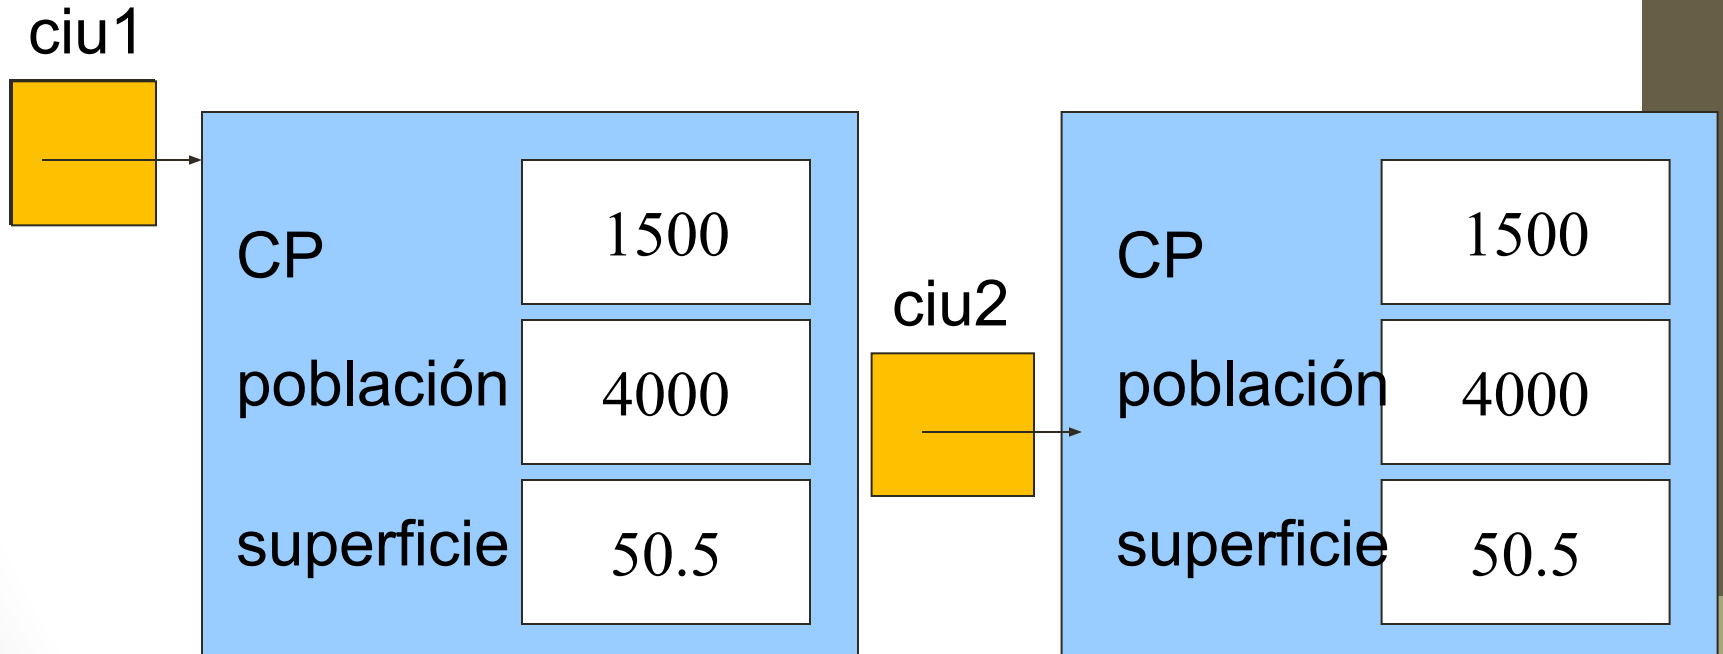 ciu1
CP 1500
población 4000
superficie 50.5
ciu2
CP 1500
población 4000
superficie 50.5